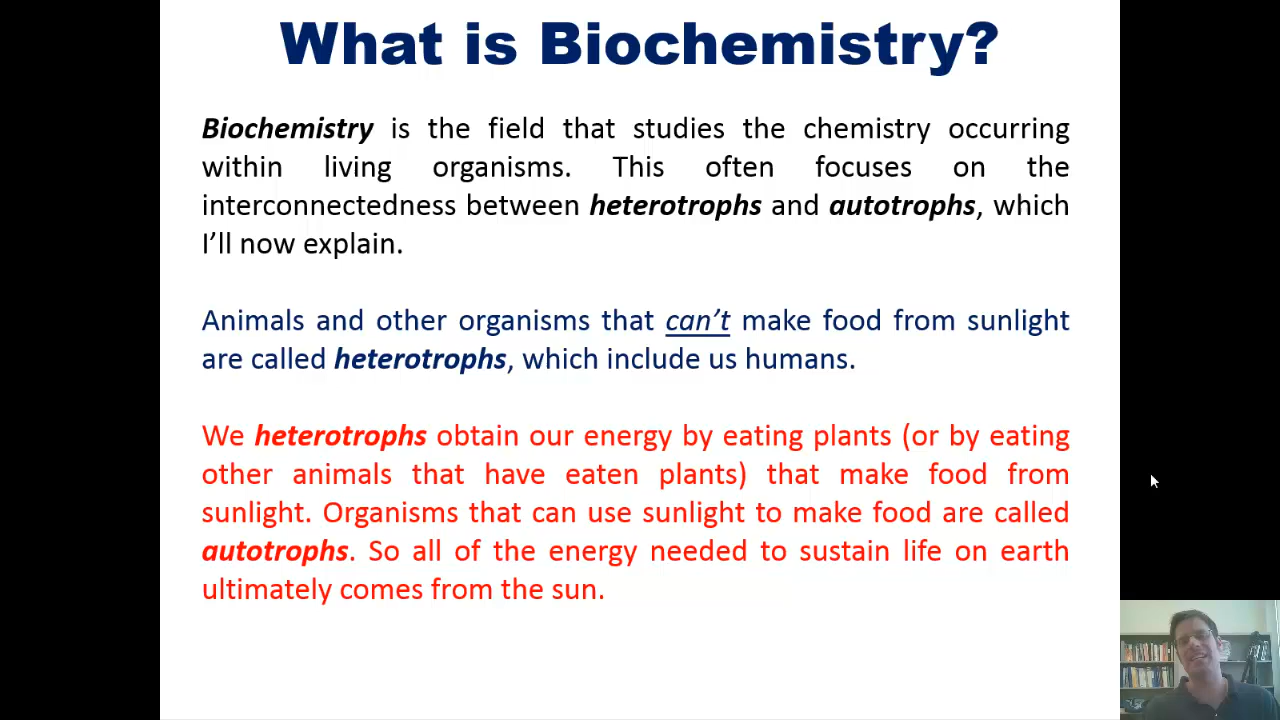 What is Biochemistry?
Biochemistry is the field that studies the chemistry occurring
within living organisms. This often focuses on the
interconnectedness between heterotrophs and autotrophs, which
I’ll now explain.
Animals and other organisms that can’t make food from sunlight
are called heterotrophs, which include us humans.
We heterotrophs obtain our energy by eating plants (or by eating
other animals that have eaten plants) that make food from
sunlight. Organisms that can use sunlight to make food are called
autotrophs. So all of the energy needed to sustain life on earth
ultimately comes from the sun.